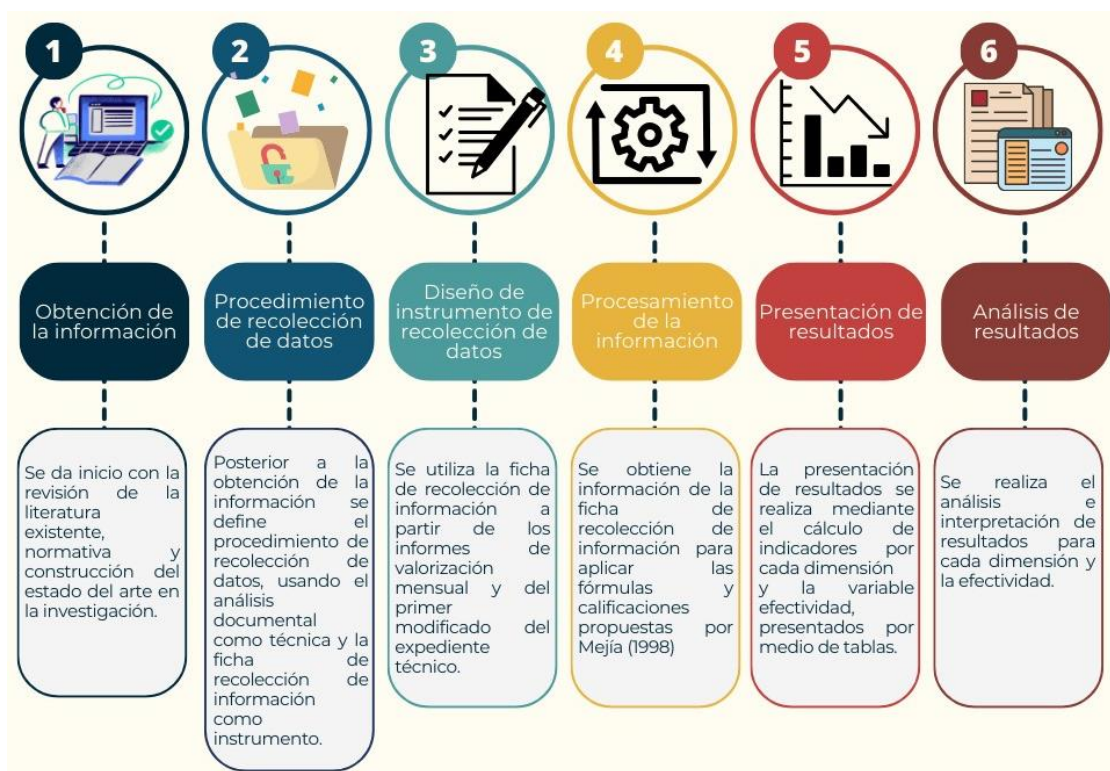 1
Obtención de
la información
Se da inicio con la
revisión de la
literatura
existente,
normativa y
construcción del
estado del arte en
la investigación.
2
Procedimiento
de recolección
de datos
Posterior a la
obtención de la
información se
define el
procedimiento de
recolección de
datos, usando el
análisis
documental
como técnica y la
ficha de
recolección de
información
como
instrumento.
3
Diseño de
instrumento de
recolección de
datos
Se utiliza la ficha
de recolección de
información a
partir de los
informes de
valorización
mensual y del
primer
modificado del
expediente
técnico.
4
Procesamiento
de la
información
Se obtiene la
información de la
ficha de
recolección de
información para
aplicar las
fórmulas y
calificaciones
propuestas por
Mejía (1998)
5
Presentación de
resultados
La presentación
de resultados se
realiza mediante
el cálculo de
indicadores por
cada dimensión
y la variable
efectividad,
presentados por
medio de tablas.
6
Análisis de
resultados
Se realiza el
análisis e
interpretación de
resultados para
cada dimensión y
la efectividad.